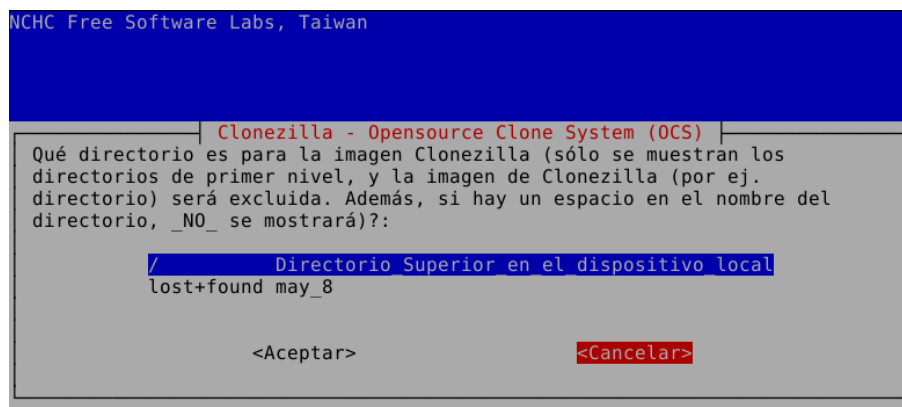 NCHC Free Software Labs, Taiwan
Clonezilla - Opensource Clone System (OCS)
Qué directorio es para la imagen Clonezilla (sólo se muestran los
directorios de primer nivel, y la imagen de Clonezilla (por ej.
directorio) será excluida. Además, si hay un espacio en el nombre del
directorio, _NO_ se mostrará)?:
/ Directorio_Superior_en_el_dispositivo_local
lost+found may_8
<Aceptar> <Cancelar>